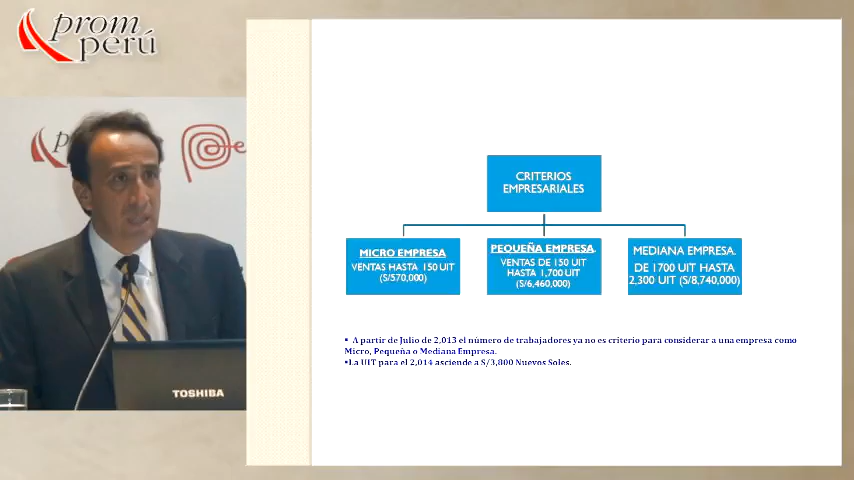 prom
perú
p
Pe
TOSHIBA
CRITERIOS
EMPRESARIALES
MICRO EMPRESA
VENTAS HASTA 150 UIT
(S/570,000)
PEQUEÑA EMPRESA.
VENTAS DE 150 UIT
HASTA 1,700 UIT
(S/6,460,000)
MEDIANA EMPRESA.
DE 1700 UIT HASTA
2,300 UIT (S/8,740,000)
▪ A partir de Julio de 2,013 el número de trabajadores ya no es criterio para considerar a una empresa como
Micro, Pequeña o Mediana Empresa.
▪La UIT para el 2,014 asciende a S/3,800 Nuevos Soles.